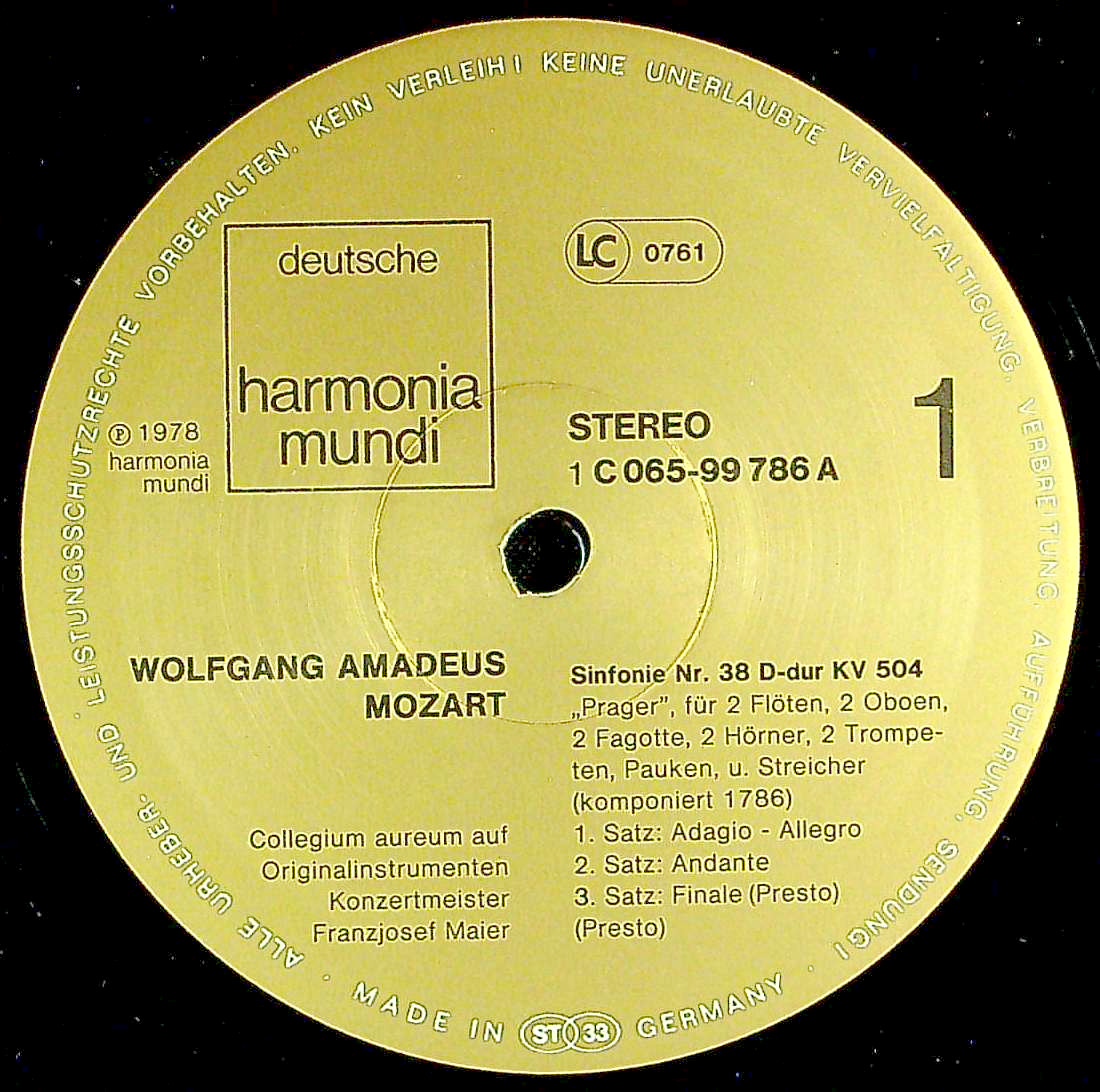 ALLE URHEBER- UND LEISTUNGSSCHUTZRECHTE VORBEHALTEN. KEIN VERLEIH! KEINE UNERLAUBTE VERVIELFÄLTIGUNG, VERBREITUNG, AUFFÜHRUNG, SENDUNG!
deutsche
harmonia
mundi
LC 0761
℗ 1978
harmonia
mundi
STEREO
1 C 065-99 786 A
1
WOLFGANG AMADEUS
MOZART
Sinfonie Nr. 38 D-dur KV 504
„Prager”, für 2 Flöten, 2 Oboen,
2 Fagotte, 2 Hörner, 2 Trompe-
ten, Pauken, u. Streicher
(komponiert 1786)
1. Satz: Adagio - Allegro
2. Satz: Andante
3. Satz: Finale (Presto)
(Presto)
Collegium aureum auf
Originalinstrumenten
Konzertmeister
Franzjosef Maier
· MADE IN ST 33 GERMANY ·